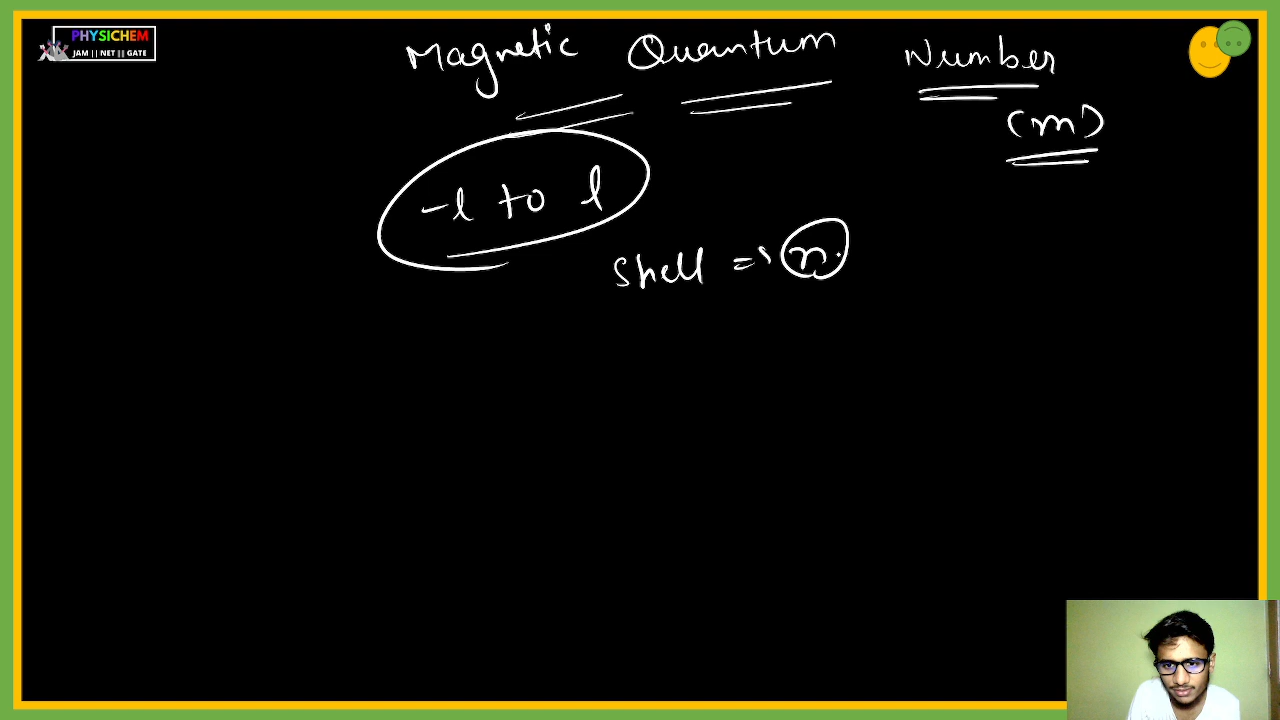 PHYSICHEM
JAM || NET || GATE
Magnetic Quantum Number
(m)
-l to l
Shell => n